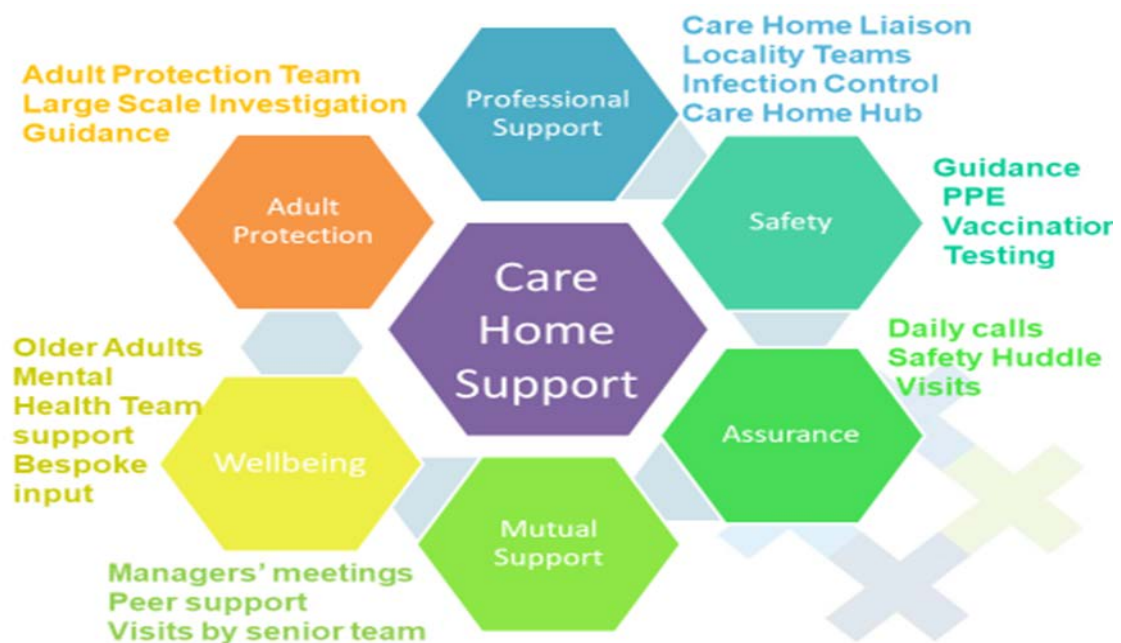 Care
Home
Support
Professional
Support
Care Home Liaison
Locality Teams
Infection Control
Care Home Hub
Safety
Guidance
PPE
Vaccination
Testing
Assurance
Daily calls
Safety Huddle
Visits
Mutual
Support
Managers’ meetings
Peer support
Visits by senior team
Wellbeing
Older Adults
Mental
Health Team
support
Bespoke
input
Adult
Protection
Adult Protection Team
Large Scale Investigation
Guidance